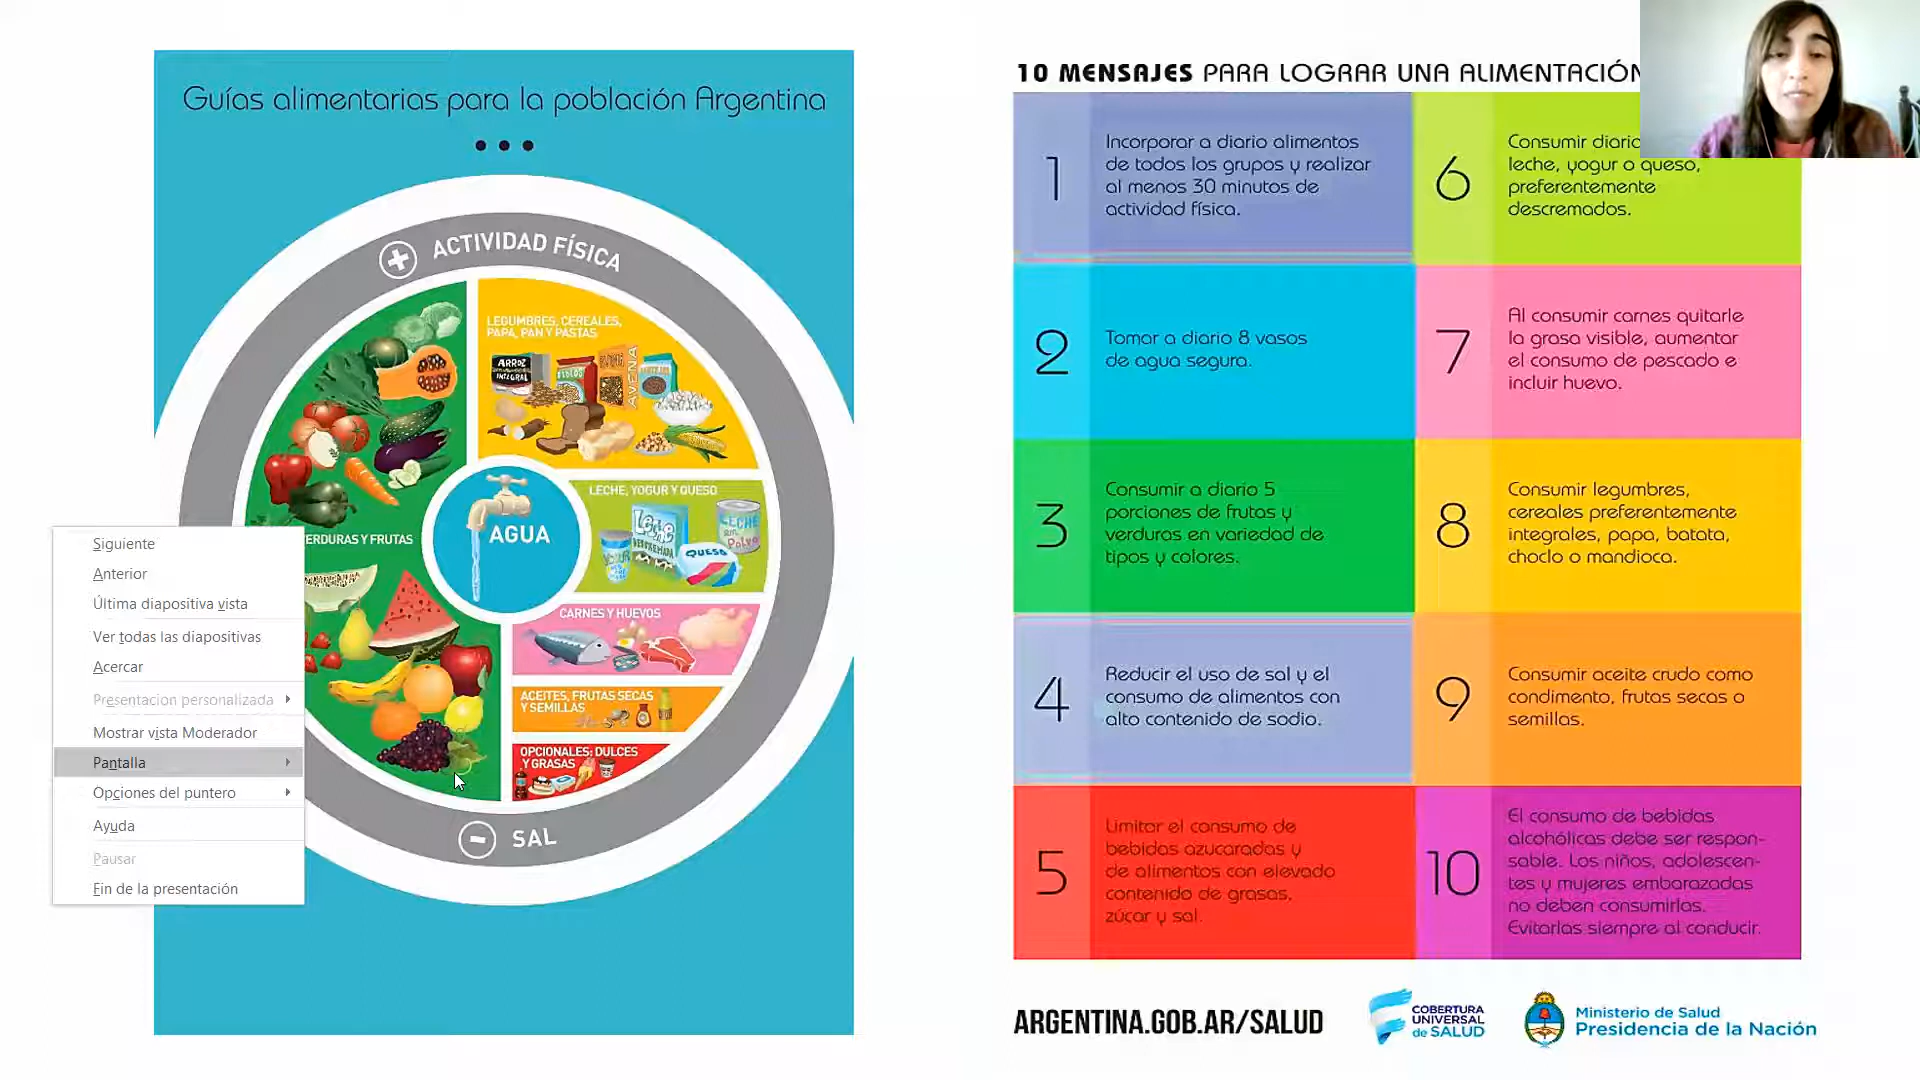 Guías alimentarias para la población Argentina
ACTIVIDAD FÍSICA
LEGUMBRES, CEREALES,
PAPA, PAN Y PASTAS
ARROZ
INTEGRAL
AVENA
VERDURAS Y FRUTAS
AGUA
LECHE, YOGUR Y QUESO
Leche
DESCREMADA
LECHE
en
Polvo
QUESO
CARNES Y HUEVOS
ACEITES, FRUTAS SECAS
Y SEMILLAS
OPCIONALES: DULCES
Y GRASAS
SAL
Siguiente
Anterior
Última diapositiva vista
Ver todas las diapositivas
Acercar
Presentación personalizada
Mostrar vista Moderador
Pantalla
Opciones del puntero
Ayuda
Pausar
Fin de la presentación
10 MENSAJES PARA LOGRAR UNA ALIMENTACIÓN
1
Incorporar a diario alimentos
de todos los grupos y realizar
al menos 30 minutos de
actividad física.
2
Tomar a diario 8 vasos
de agua segura.
3
Consumir a diario 5
porciones de frutas y
verduras en variedad de
tipos y colores.
4
Reducir el uso de sal y el
consumo de alimentos con
alto contenido de sodio.
5
Limitar el consumo de
bebidas azucaradas y
de alimentos con elevado
contenido de grasas,
zúcar y sal.
6
Consumir diario
leche, yogur o queso,
preferentemente
descremados.
7
Al consumir carnes quitarle
la grasa visible, aumentar
el consumo de pescado e
incluir huevo.
8
Consumir legumbres,
cereales preferentemente
integrales, papa, batata,
choclo o mandioca.
9
Consumir aceite crudo como
condimento, frutas secas o
semillas.
10
El consumo de bebidas
alcohólicas debe ser respon-
sable. Los niños, adolescen-
tes y mujeres embarazadas
no deben consumirlas.
Evitarlas siempre al conducir.
ARGENTINA.GOB.AR/SALUD
COBERTURA
UNIVERSAL
de SALUD
Ministerio de Salud
Presidencia de la Nación